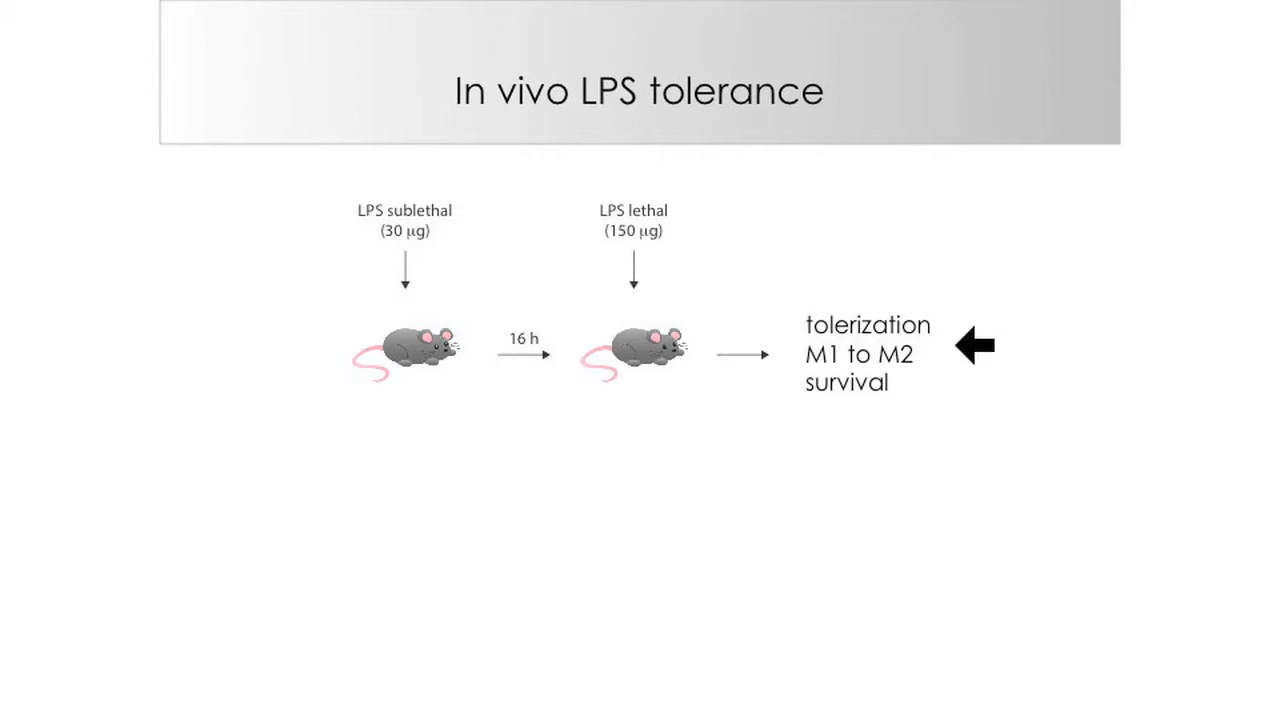 In vivo LPS tolerance
LPS sublethal
(30 μg)
LPS lethal
(150 μg)
16 h
tolerization
M1 to M2
survival